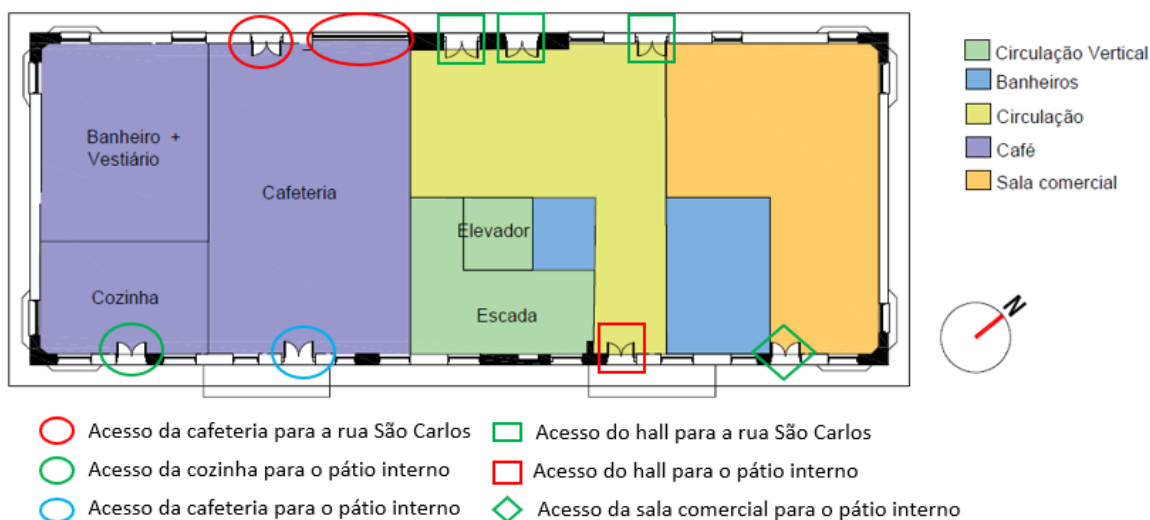 Banheiro +
Vestiário
Cafeteria
Cozinha
Elevador
Escada
Circulação Vertical
Banheiros
Circulação
Café
Sala comercial
N
Acesso da cafeteria para a rua São Carlos
Acesso do hall para a rua São Carlos
Acesso da cozinha para o pátio interno
Acesso do hall para o pátio interno
Acesso da cafeteria para o pátio interno
Acesso da sala comercial para o pátio interno